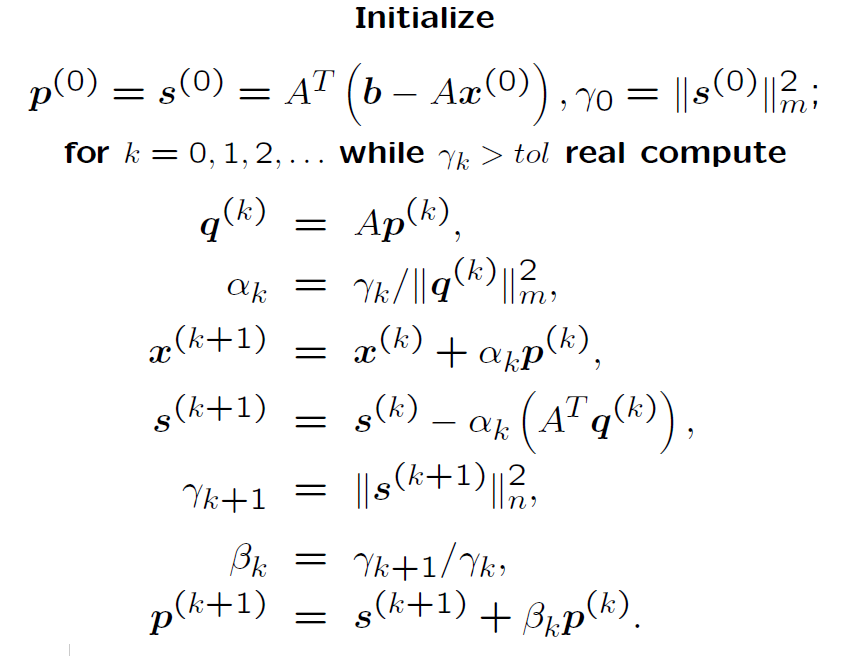 Initialize
p^(0) = s^(0) = A^T (b − Ax^(0)), γ_0 = ‖s^(0)‖_m^2;
for k = 0, 1, 2, . . . while γ_k > tol real compute
q^(k) = Ap^(k),
α_k = γ_k/‖q^(k)‖_m^2,
x^(k+1) = x^(k) + α_k p^(k),
s^(k+1) = s^(k) − α_k (A^T q^(k)),
γ_{k+1} = ‖s^(k+1)‖_n^2,
β_k = γ_{k+1}/γ_k,
p^(k+1) = s^(k+1) + β_k p^(k).